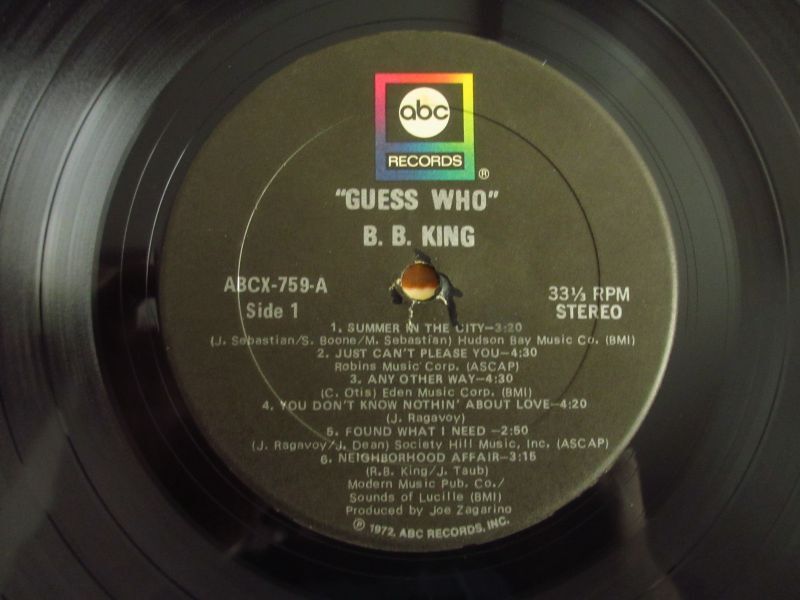 abc
RECORDS
®
"GUESS WHO"
B. B. KING
ABCX-759-A
Side 1
33⅓ RPM
STEREO
1. SUMMER IN THE CITY—3:20
(J. Sebastian/S. Boone/M. Sebastian) Hudson Bay Music Co. (BMI)
2. JUST CAN'T PLEASE YOU—4:30
Robins Music Corp. (ASCAP)
3. ANY OTHER WAY—4:30
(C. Otis) Eden Music Corp. (BMI)
4. YOU DON'T KNOW NOTHIN' ABOUT LOVE—4:20
(J. Ragavoy)
5. FOUND WHAT I NEED —2:50
(J. Ragavoy/J. Dean) Society Hill Music, Inc. (ASCAP)
6. NEIGHBORHOOD AFFAIR—3:15
(R.B. King/J. Taub)
Modern Music Pub. Co./
Sounds of Lucille (BMI)
Produced by Joe Zagarino
℗ 1972, ABC RECORDS, INC.